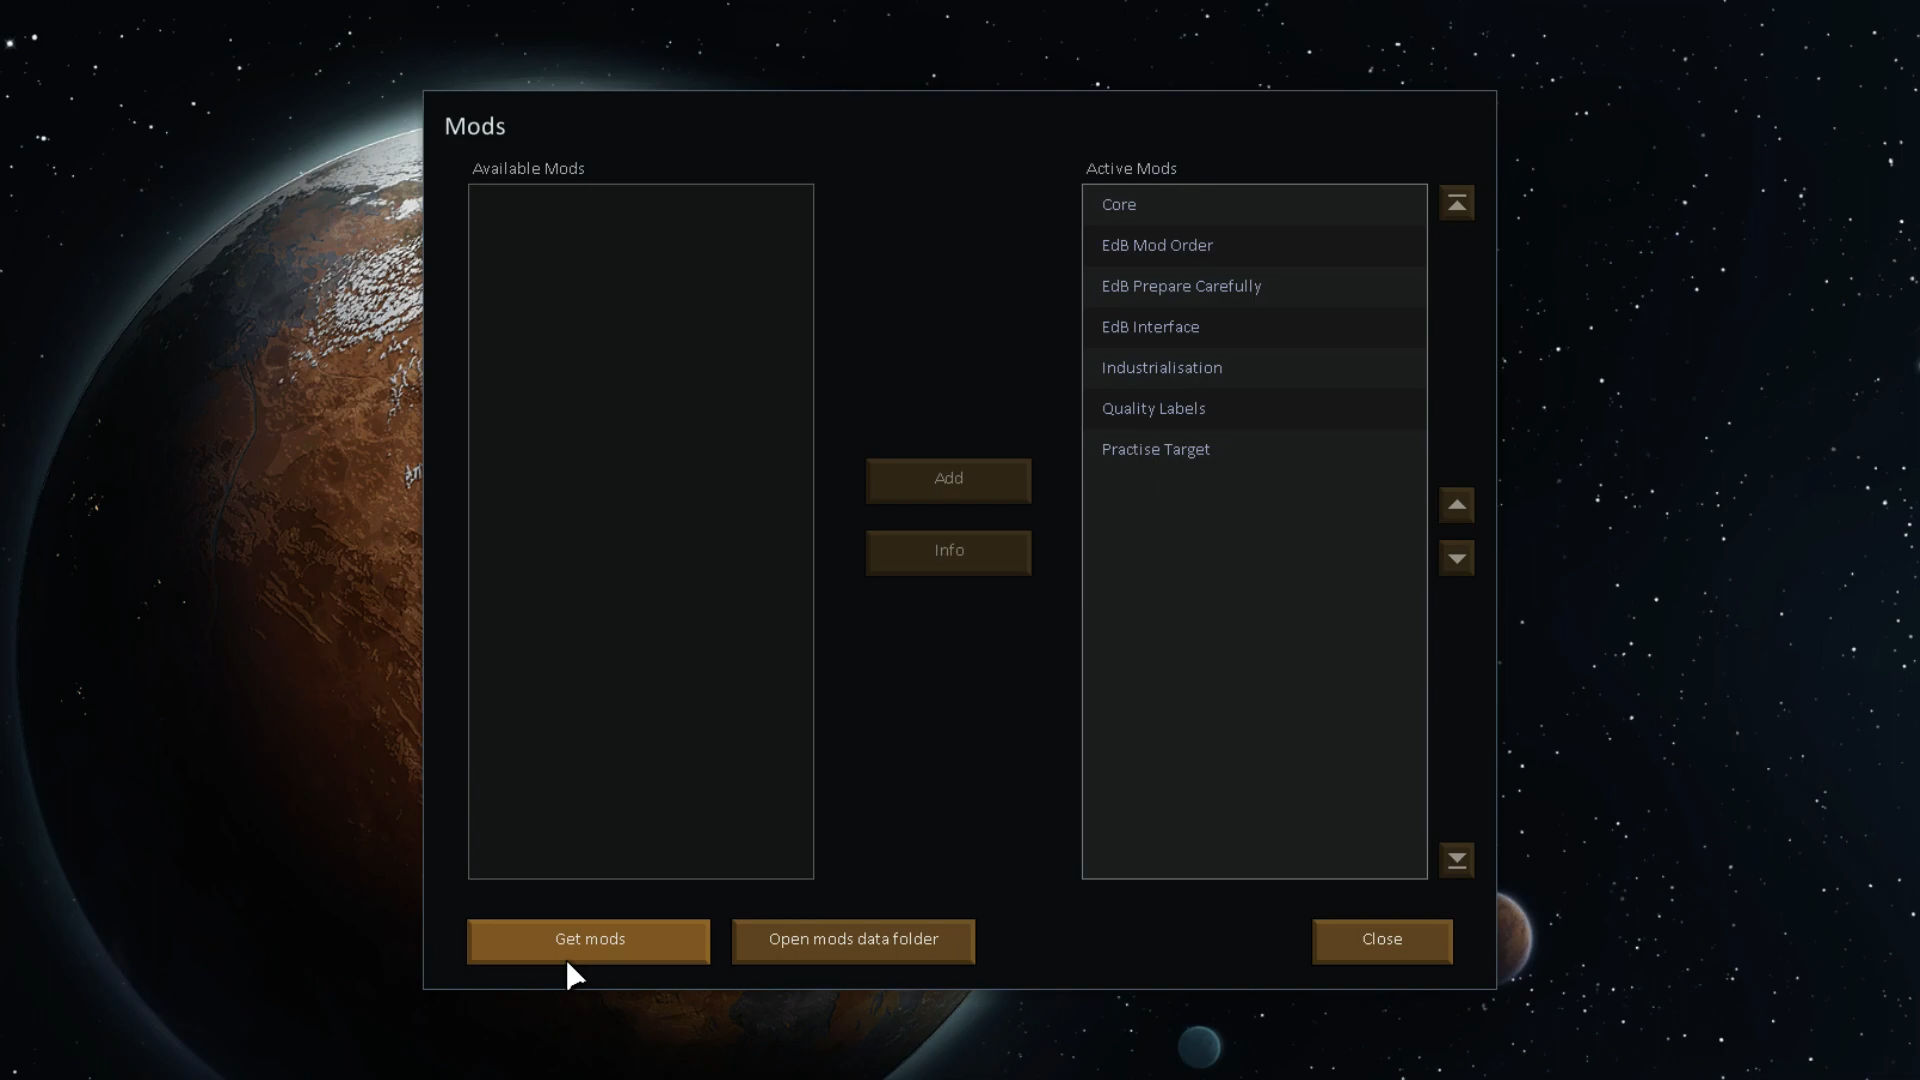 Mods
Available Mods
Active Mods
Core
EdB Mod Order
EdB Prepare Carefully
EdB Interface
Industrialisation
Quality Labels
Practise Target
Add
Info
Get mods
Open mods data folder
Close